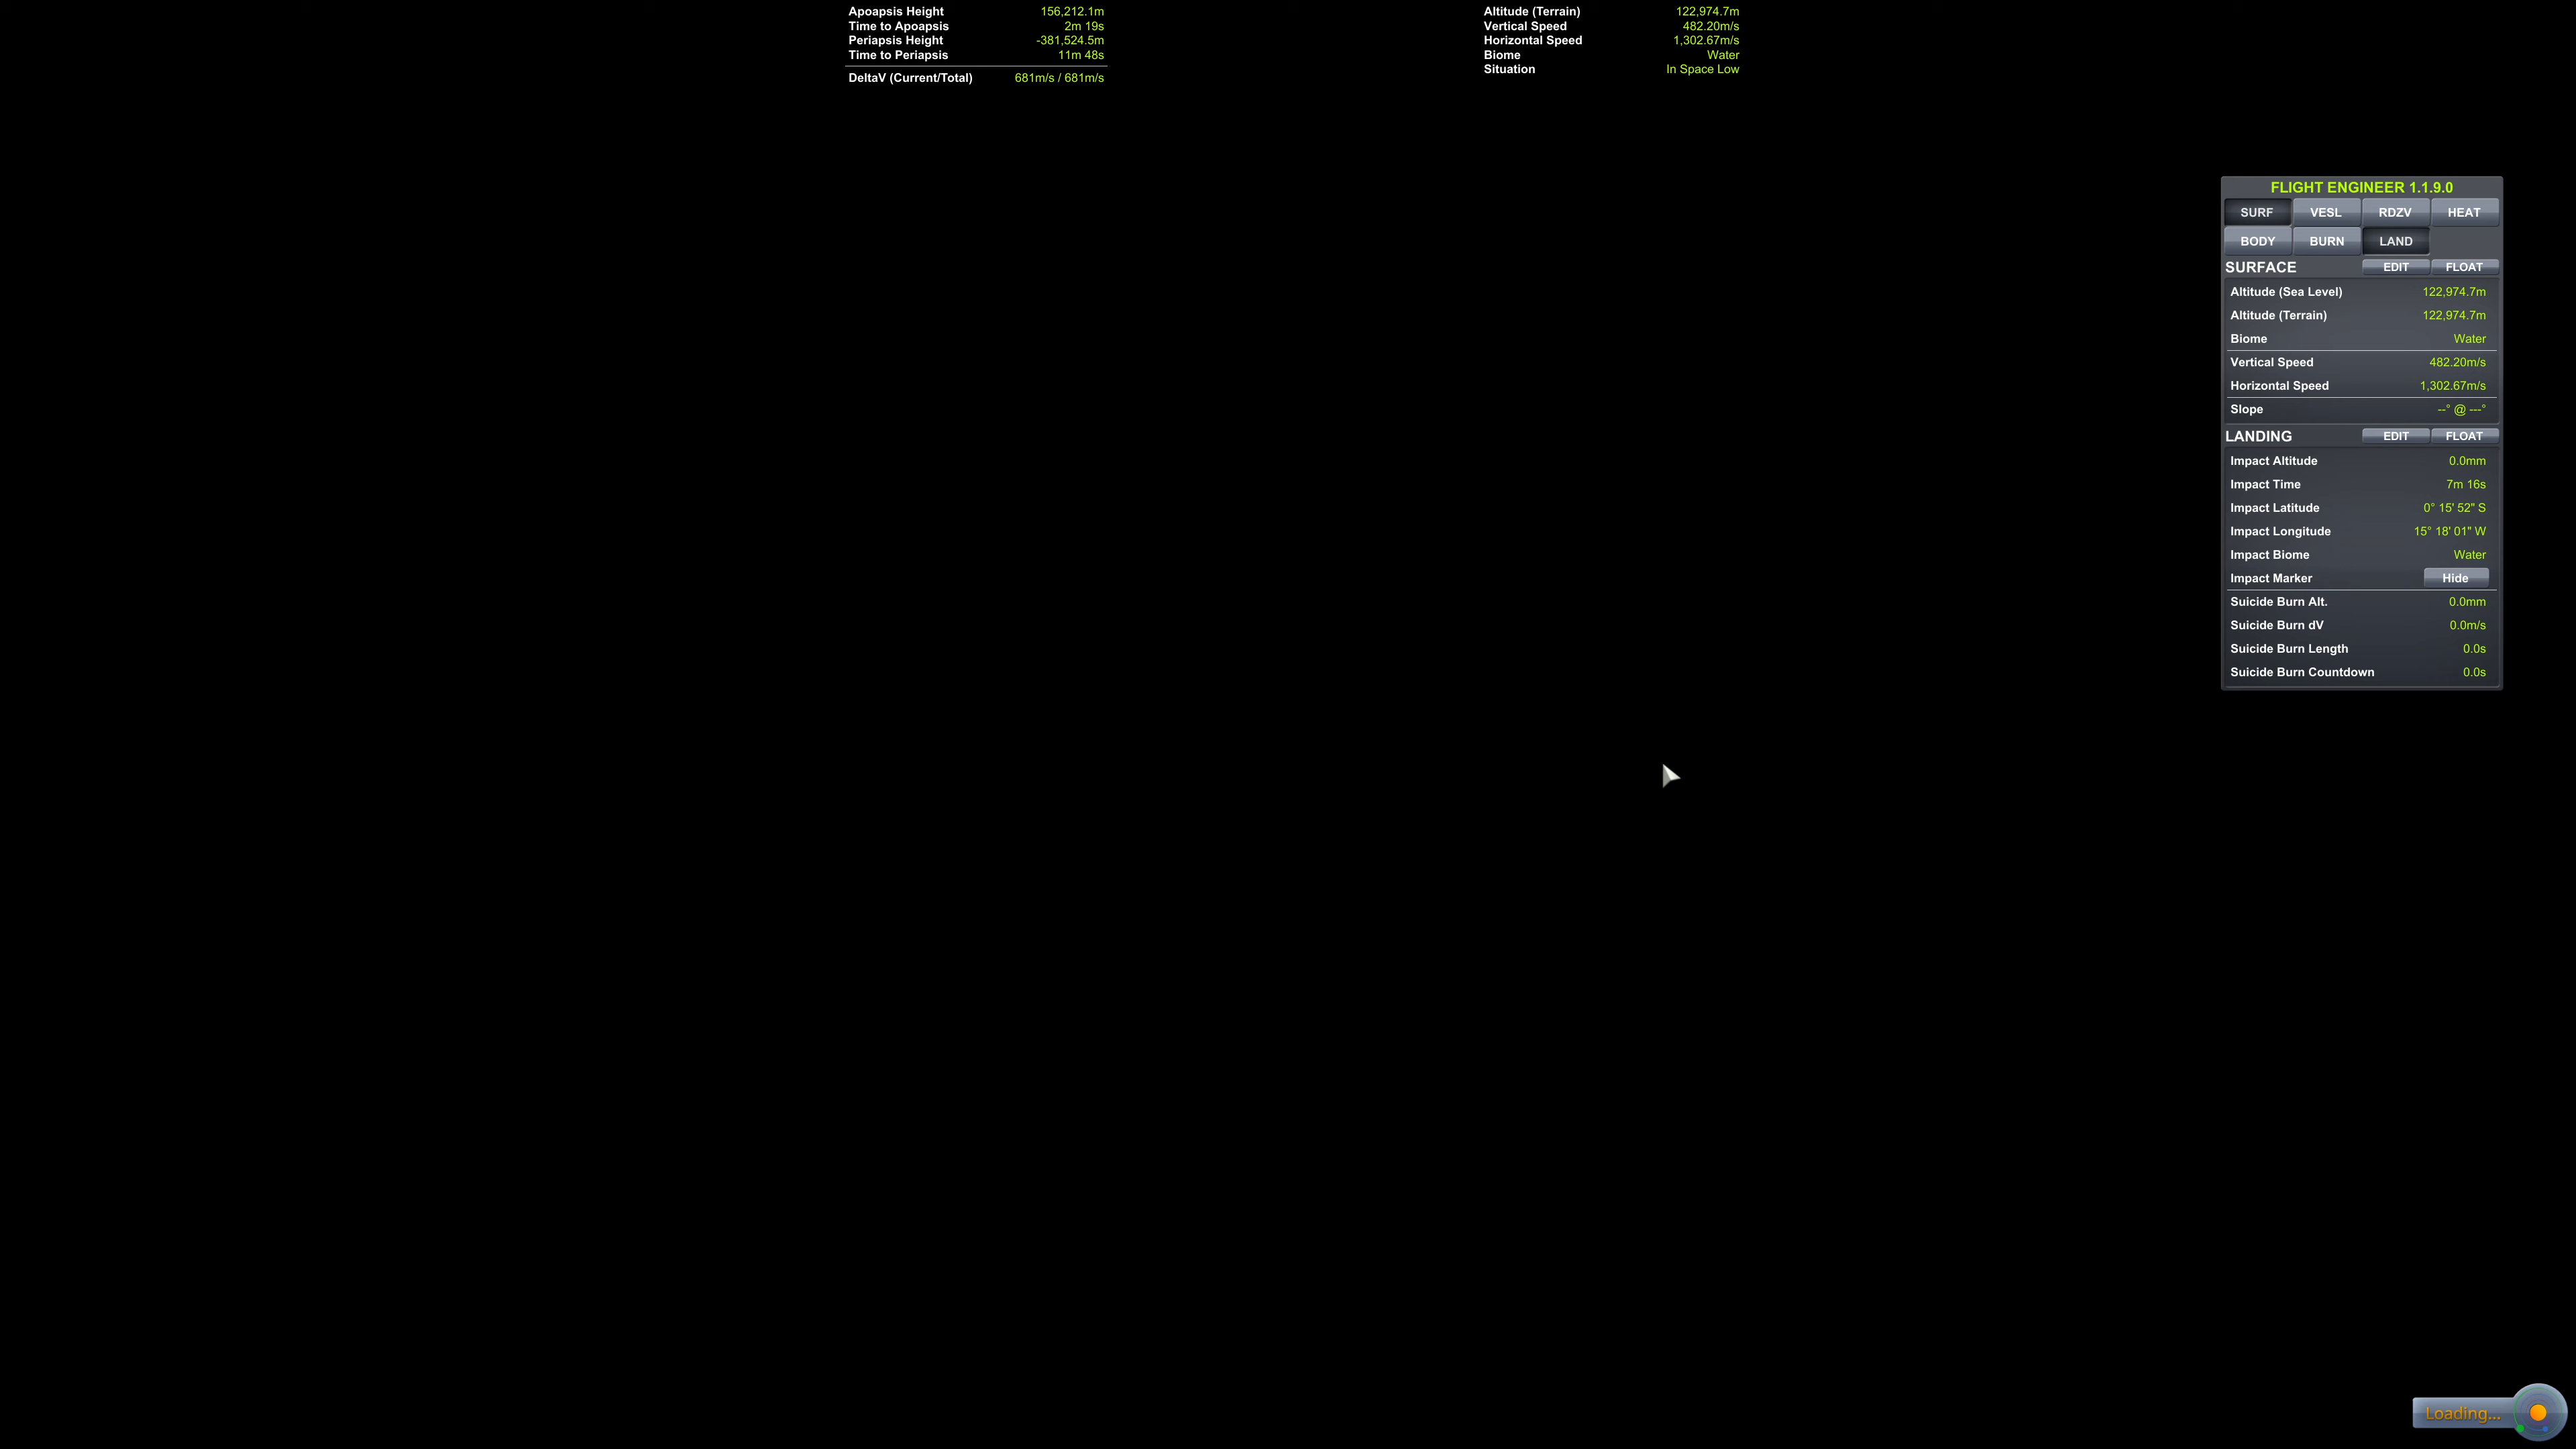 Apoapsis Height 156,212.1m
Time to Apoapsis 2m 19s
Periapsis Height -381,524.5m
Time to Periapsis 11m 48s
DeltaV (Current/Total) 681m/s / 681m/s
Altitude (Terrain) 122,974.7m
Vertical Speed 482.20m/s
Horizontal Speed 1,302.67m/s
Biome Water
Situation In Space Low
FLIGHT ENGINEER 1.1.9.0
SURF VESL RDZV HEAT
BODY BURN LAND
SURFACE EDIT FLOAT
Altitude (Sea Level) 122,974.7m
Altitude (Terrain) 122,974.7m
Biome Water
Vertical Speed 482.20m/s
Horizontal Speed 1,302.67m/s
Slope --° @ ---°
LANDING EDIT FLOAT
Impact Altitude 0.0mm
Impact Time 7m 16s
Impact Latitude 0° 15' 52" S
Impact Longitude 15° 18' 01" W
Impact Biome Water
Impact Marker Hide
Suicide Burn Alt. 0.0mm
Suicide Burn dV 0.0m/s
Suicide Burn Length 0.0s
Suicide Burn Countdown 0.0s
Loading...